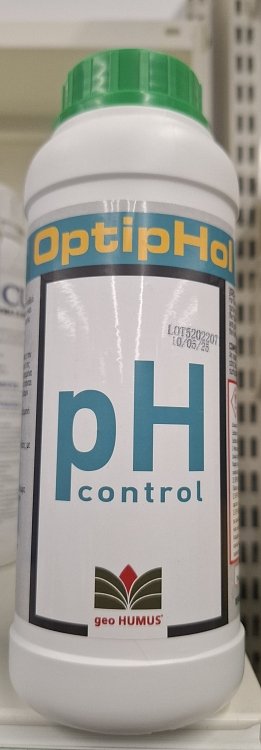 OptipHol
LOT5202207
10/05/25
pH
control
geo HUMUS®